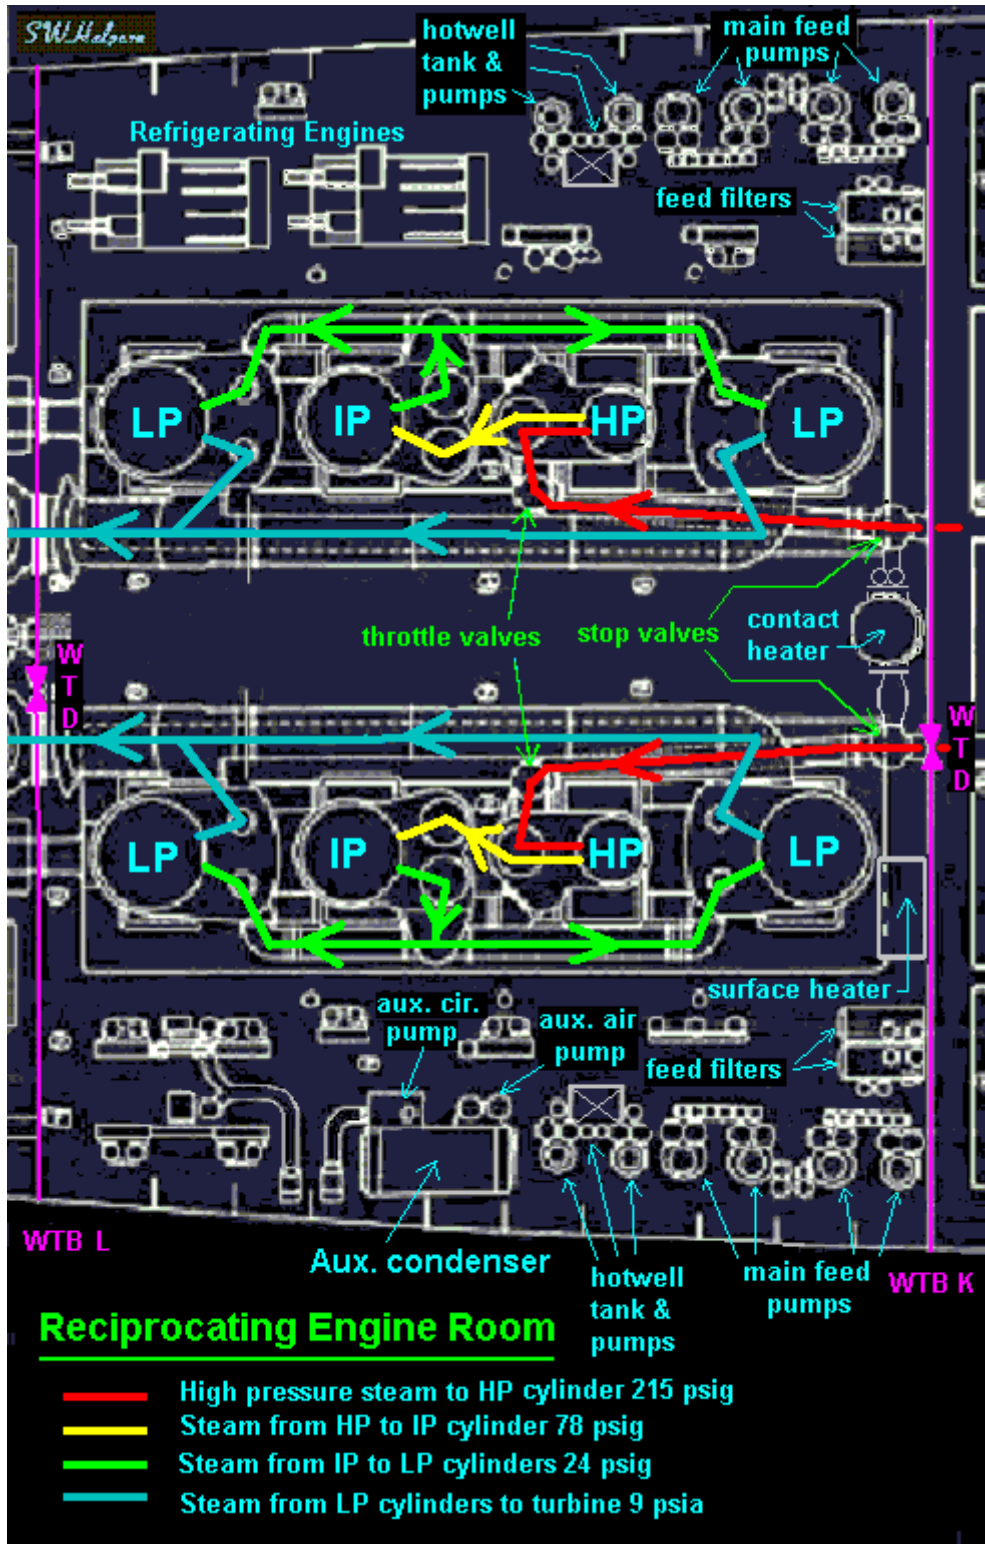 SWHalpern
hotwell
tank &
pumps
main feed
pumps
Refrigerating Engines
feed filters
LP
IP
HP
LP
throttle valves
stop valves
contact
heater
W
T
D
W
T
D
LP
IP
HP
LP
surface heater
aux. cir.
pump
aux. air
pump
feed filters
WTB L
Aux. condenser
hotwell
tank &
pumps
main feed
pumps
WTB K
Reciprocating Engine Room
High pressure steam to HP cylinder 215 psig
Steam from HP to IP cylinder 78 psig
Steam from IP to LP cylinders 24 psig
Steam from LP cylinders to turbine 9 psia